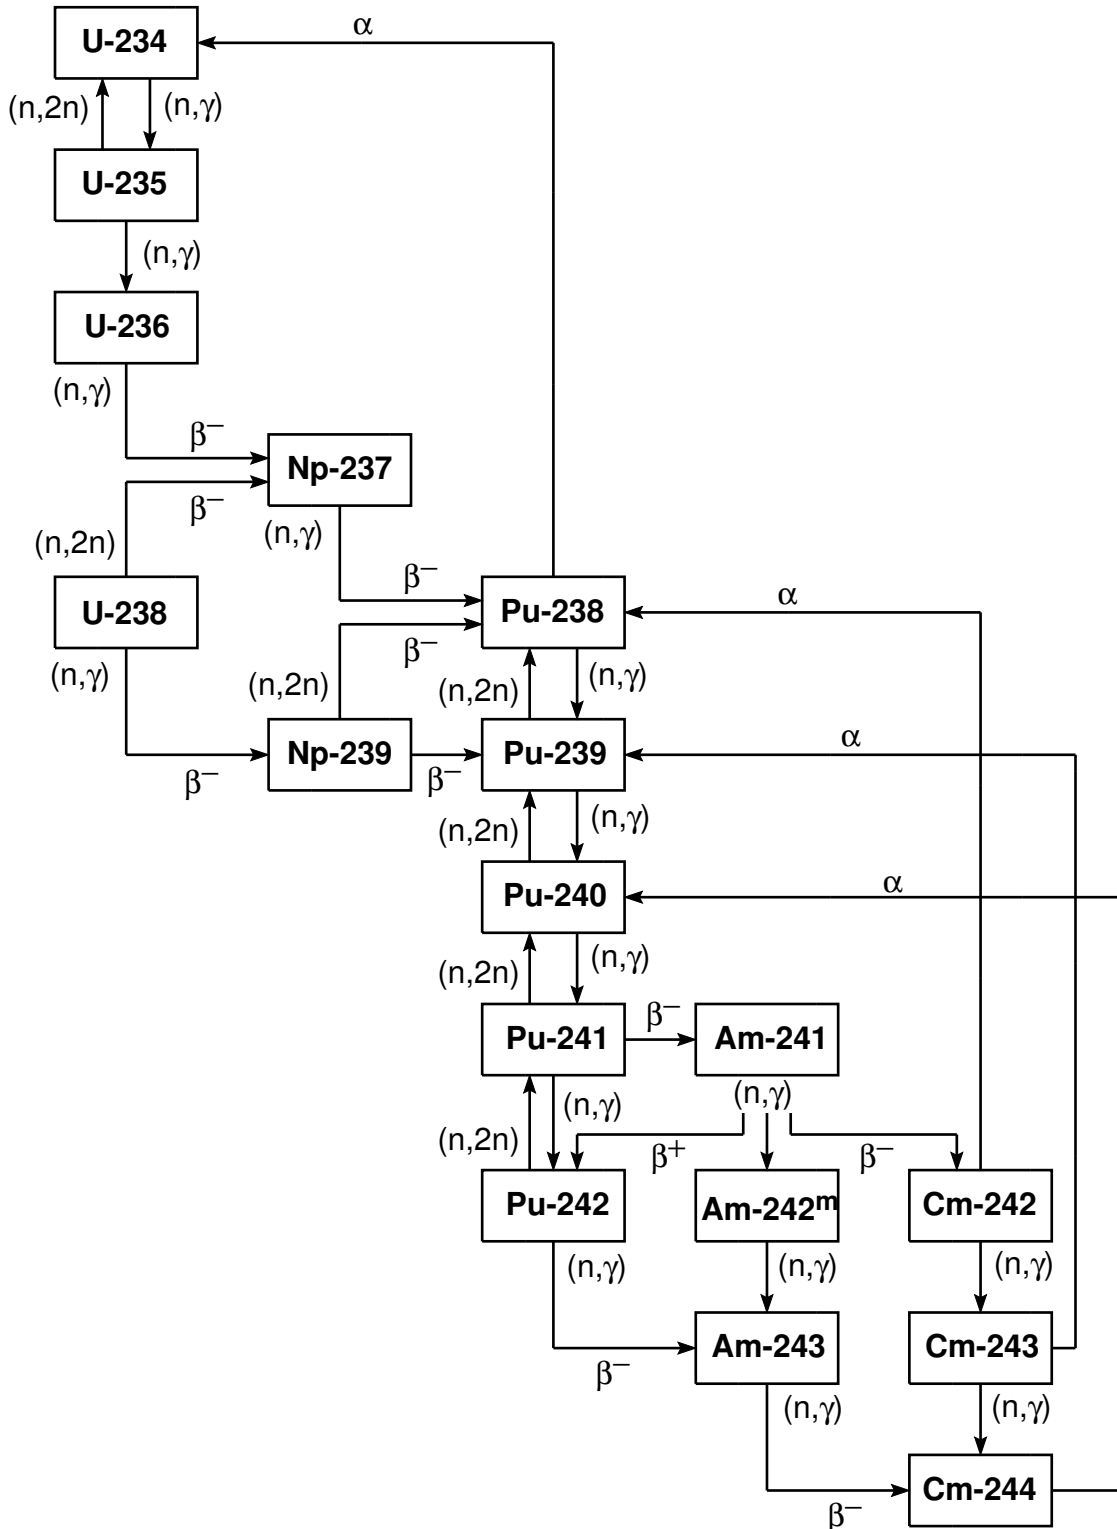 α
U-234
(n,2n) (n,γ)
U-235
(n,γ)
U-236
(n,γ)
β−
Np-237
β−
(n,γ)
(n,2n)
β−
α
U-238
Pu-238
β−
(n,γ)
(n,2n)
(n,2n)
(n,γ)
α
Np-239
Pu-239
β−
β−
(n,2n)
(n,γ)
α
Pu-240
(n,2n)
(n,γ)
β−
Pu-241
Am-241
(n,γ)
(n,γ)
(n,2n)
β+
β−
Pu-242
Am-242m
Cm-242
(n,γ)
(n,γ)
(n,γ)
Am-243
Cm-243
β−
(n,γ)
(n,γ)
Cm-244
β−